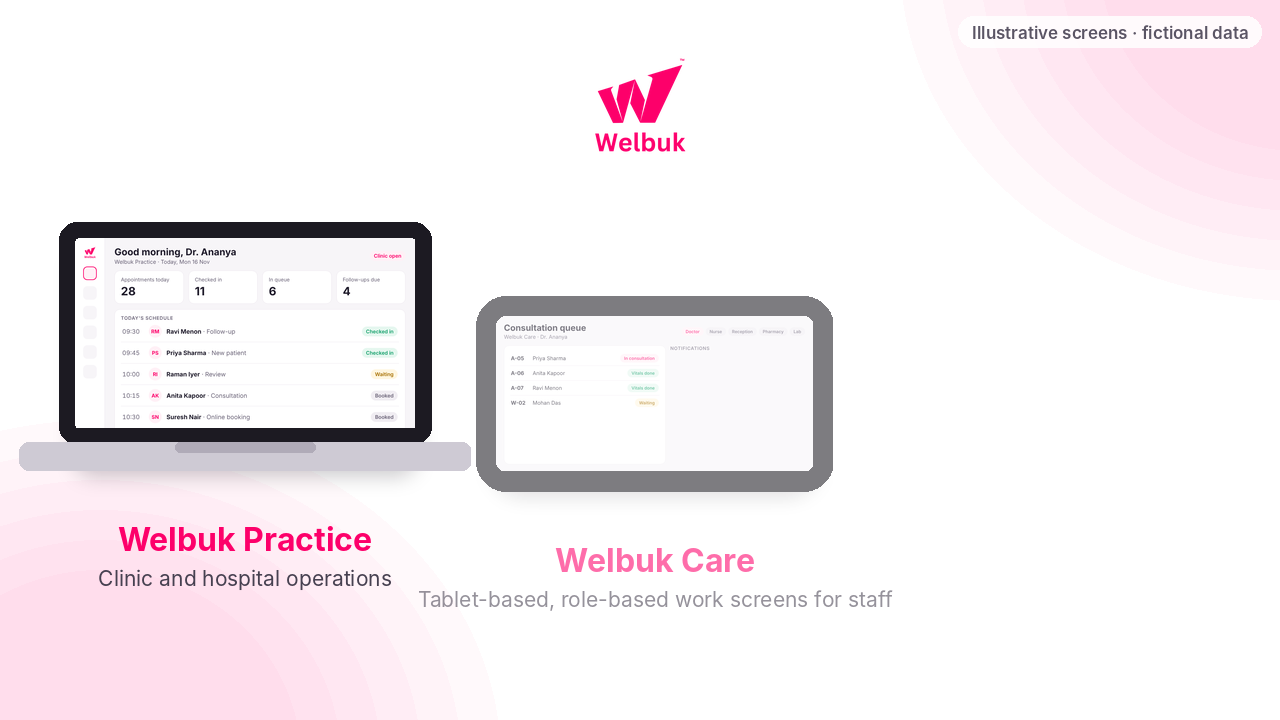 Illustrative screens · fictional data
Welbuk
Good morning, Dr. Ananya
Welbuk Practice · Today, Mon 16 Nov
Clinic open
Appointments today
28
Checked in
11
In queue
6
Follow-ups due
4
TODAY'S SCHEDULE
09:30 RM Ravi Menon · Follow-up Checked in
09:45 PS Priya Sharma · New patient Checked in
10:00 RI Raman Iyer · Review Waiting
10:15 AK Anita Kapoor · Consultation Booked
10:30 SN Suresh Nair · Online booking Booked
Consultation queue
Welbuk Care · Dr. Ananya
Doctor Nurse Reception Pharmacy Lab
NOTIFICATIONS
A-05 Priya Sharma In consultation
A-06 Anita Kapoor Vitals done
A-07 Ravi Menon Vitals done
W-02 Mohan Das Waiting
Welbuk Practice
Clinic and hospital operations
Welbuk Care
Tablet-based, role-based work screens for staff